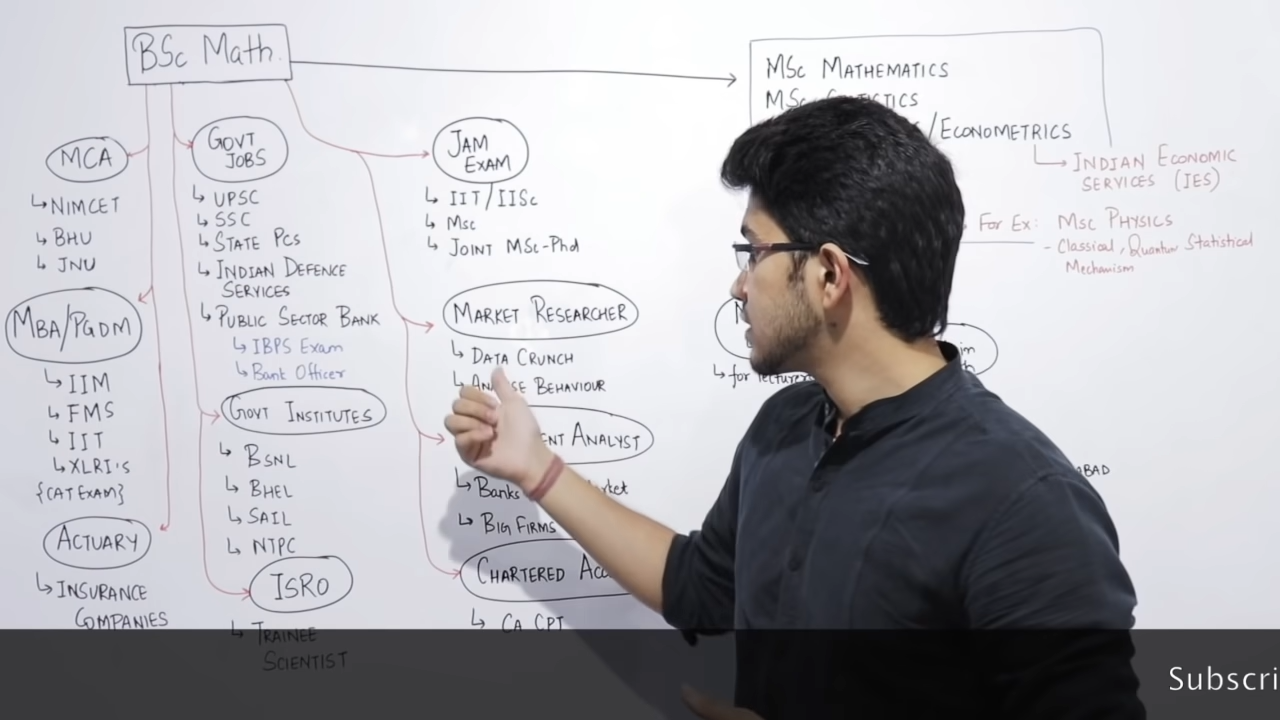 BSc Math.
MCA
NIMCET
BHU
JNU
MBA/PGDM
IIM
FMS
IIT
XLRI's
{CAT EXAM}
ACTUARY
INSURANCE
COMPANIES
GOVT
JOBS
UPSC
SSC
STATE PCS
INDIAN DEFENCE
SERVICES
PUBLIC SECTOR BANK
IBPS Exam
Bank Officer
GOVT INSTITUTES
BSNL
BHEL
SAIL
NTPC
ISRO
TRAINEE
SCIENTIST
JAM
EXAM
IIT/IISc
Msc
JOINT MSc-Phd
MARKET RESEARCHER
DATA CRUNCH
BEHAVIOUR
ANALYST
Banks
BIG FIRMS
CHARTERED
CA CPT
MSc MATHEMATICS
MSc
/ECONOMETRICS
INDIAN ECONOMIC
SERVICES (IES)
For Ex: MSc PHYSICS
- Classical, Quantum Statistical
Mechanism
for
Subscri